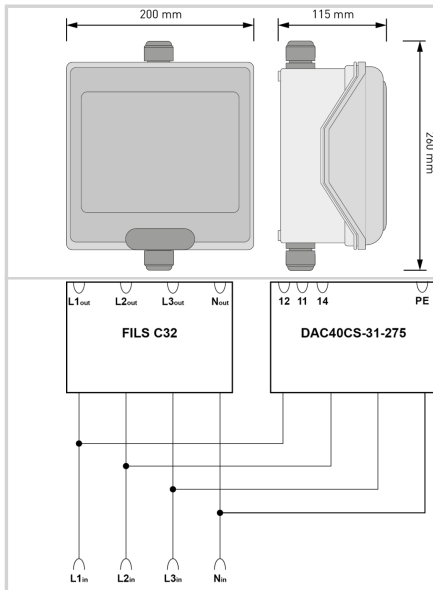 200 mm
115 mm
260 mm
L1out L2out L3out Nout
12 11 14 PE
FILS C32
DAC40CS-31-275
L1in L2in L3in Nin